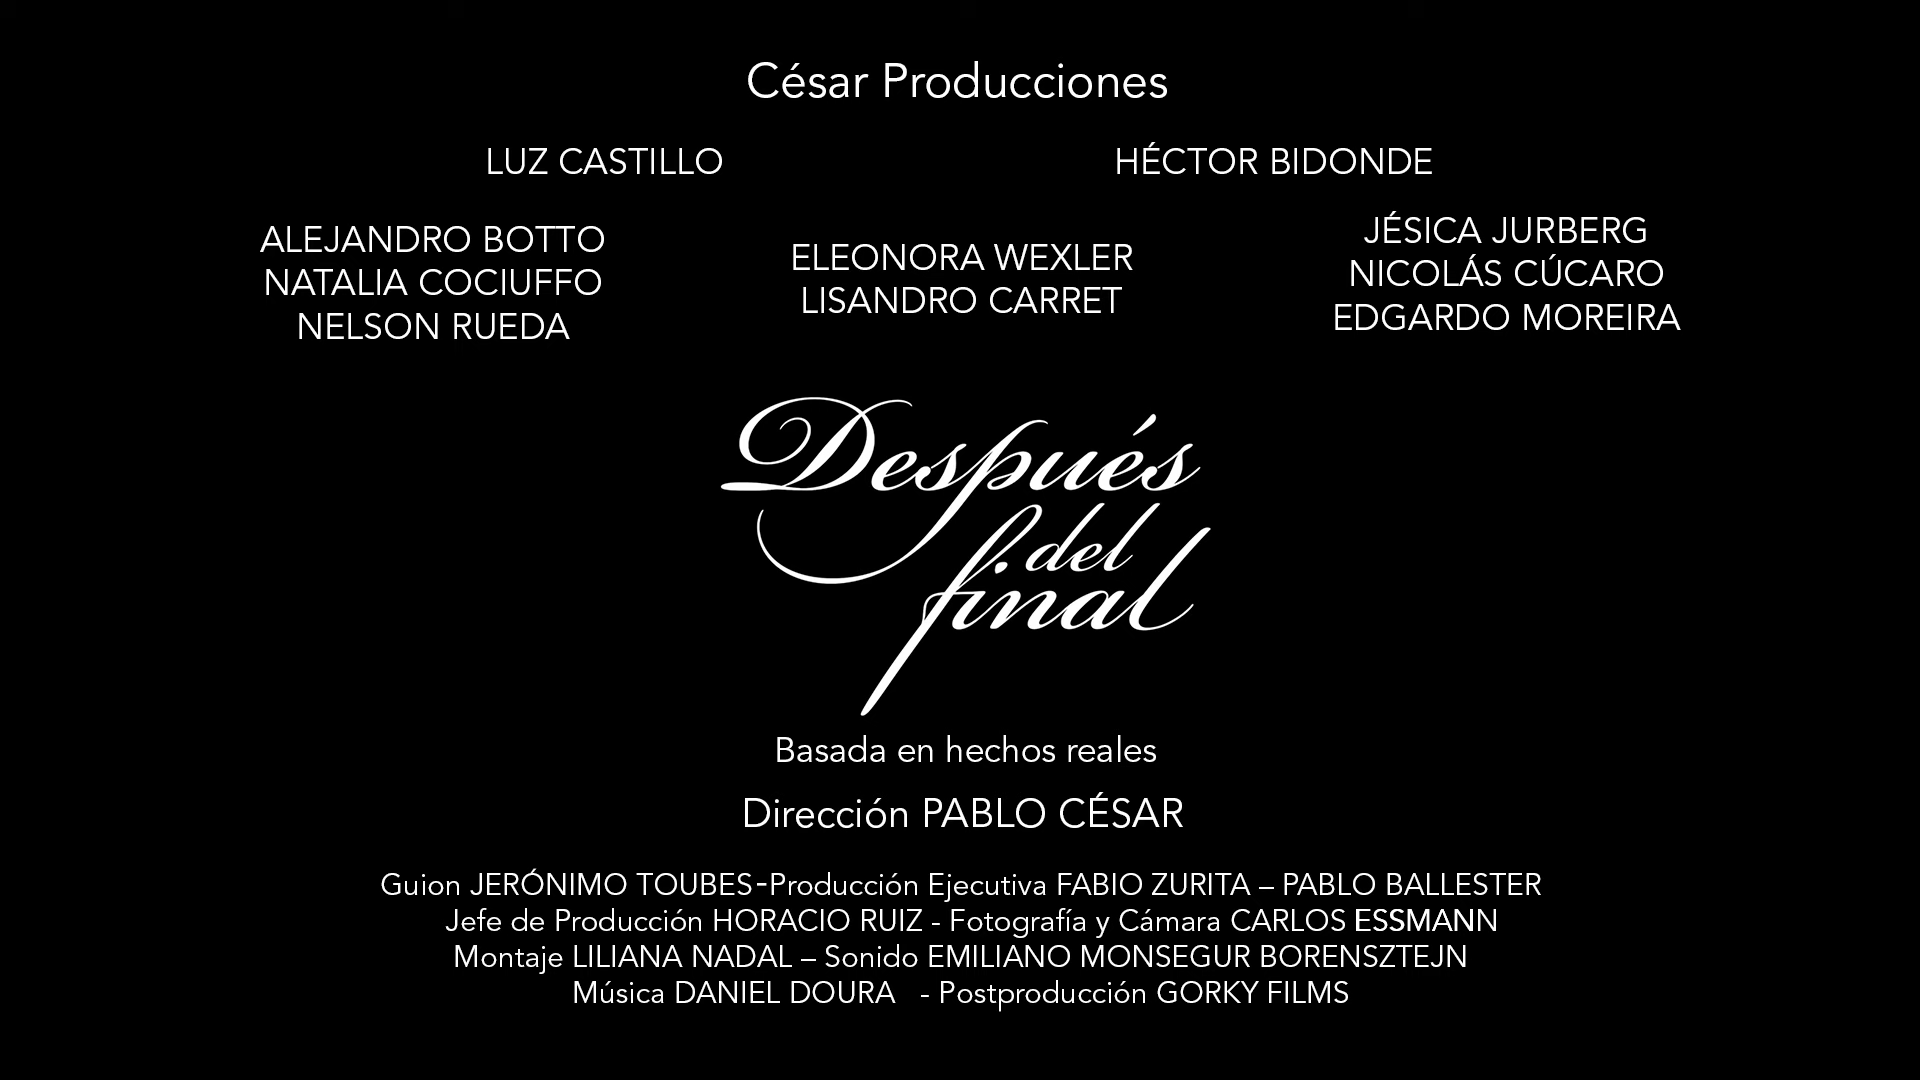 César Producciones
LUZ CASTILLO
HÉCTOR BIDONDE
ALEJANDRO BOTTO
NATALIA COCIUFFO
NELSON RUEDA
ELEONORA WEXLER
LISANDRO CARRET
JÉSICA JURBERG
NICOLÁS CÚCARO
EDGARDO MOREIRA
Después
del
final
Basada en hechos reales
Dirección PABLO CÉSAR
Guion JERÓNIMO TOUBES-Producción Ejecutiva FABIO ZURITA – PABLO BALLESTER
Jefe de Producción HORACIO RUIZ - Fotografía y Cámara CARLOS ESSMANN
Montaje LILIANA NADAL – Sonido EMILIANO MONSEGUR BORENSZTEJN
Música DANIEL DOURA - Postproducción GORKY FILMS